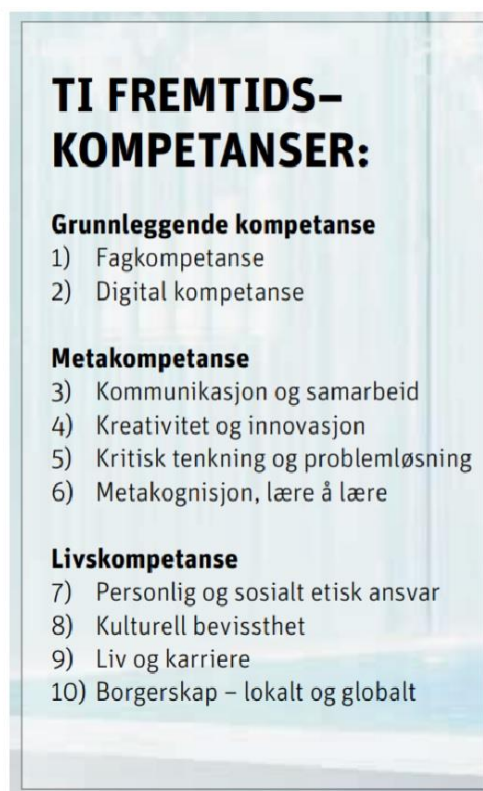 TI FREMTIDS–
KOMPETANSER:
Grunnleggende kompetanse
1) Fagkompetanse
2) Digital kompetanse
Metakompetanse
3) Kommunikasjon og samarbeid
4) Kreativitet og innovasjon
5) Kritisk tenkning og problemløsning
6) Metakognisjon, lære å lære
Livskompetanse
7) Personlig og sosialt etisk ansvar
8) Kulturell bevissthet
9) Liv og karriere
10) Borgerskap – lokalt og globalt